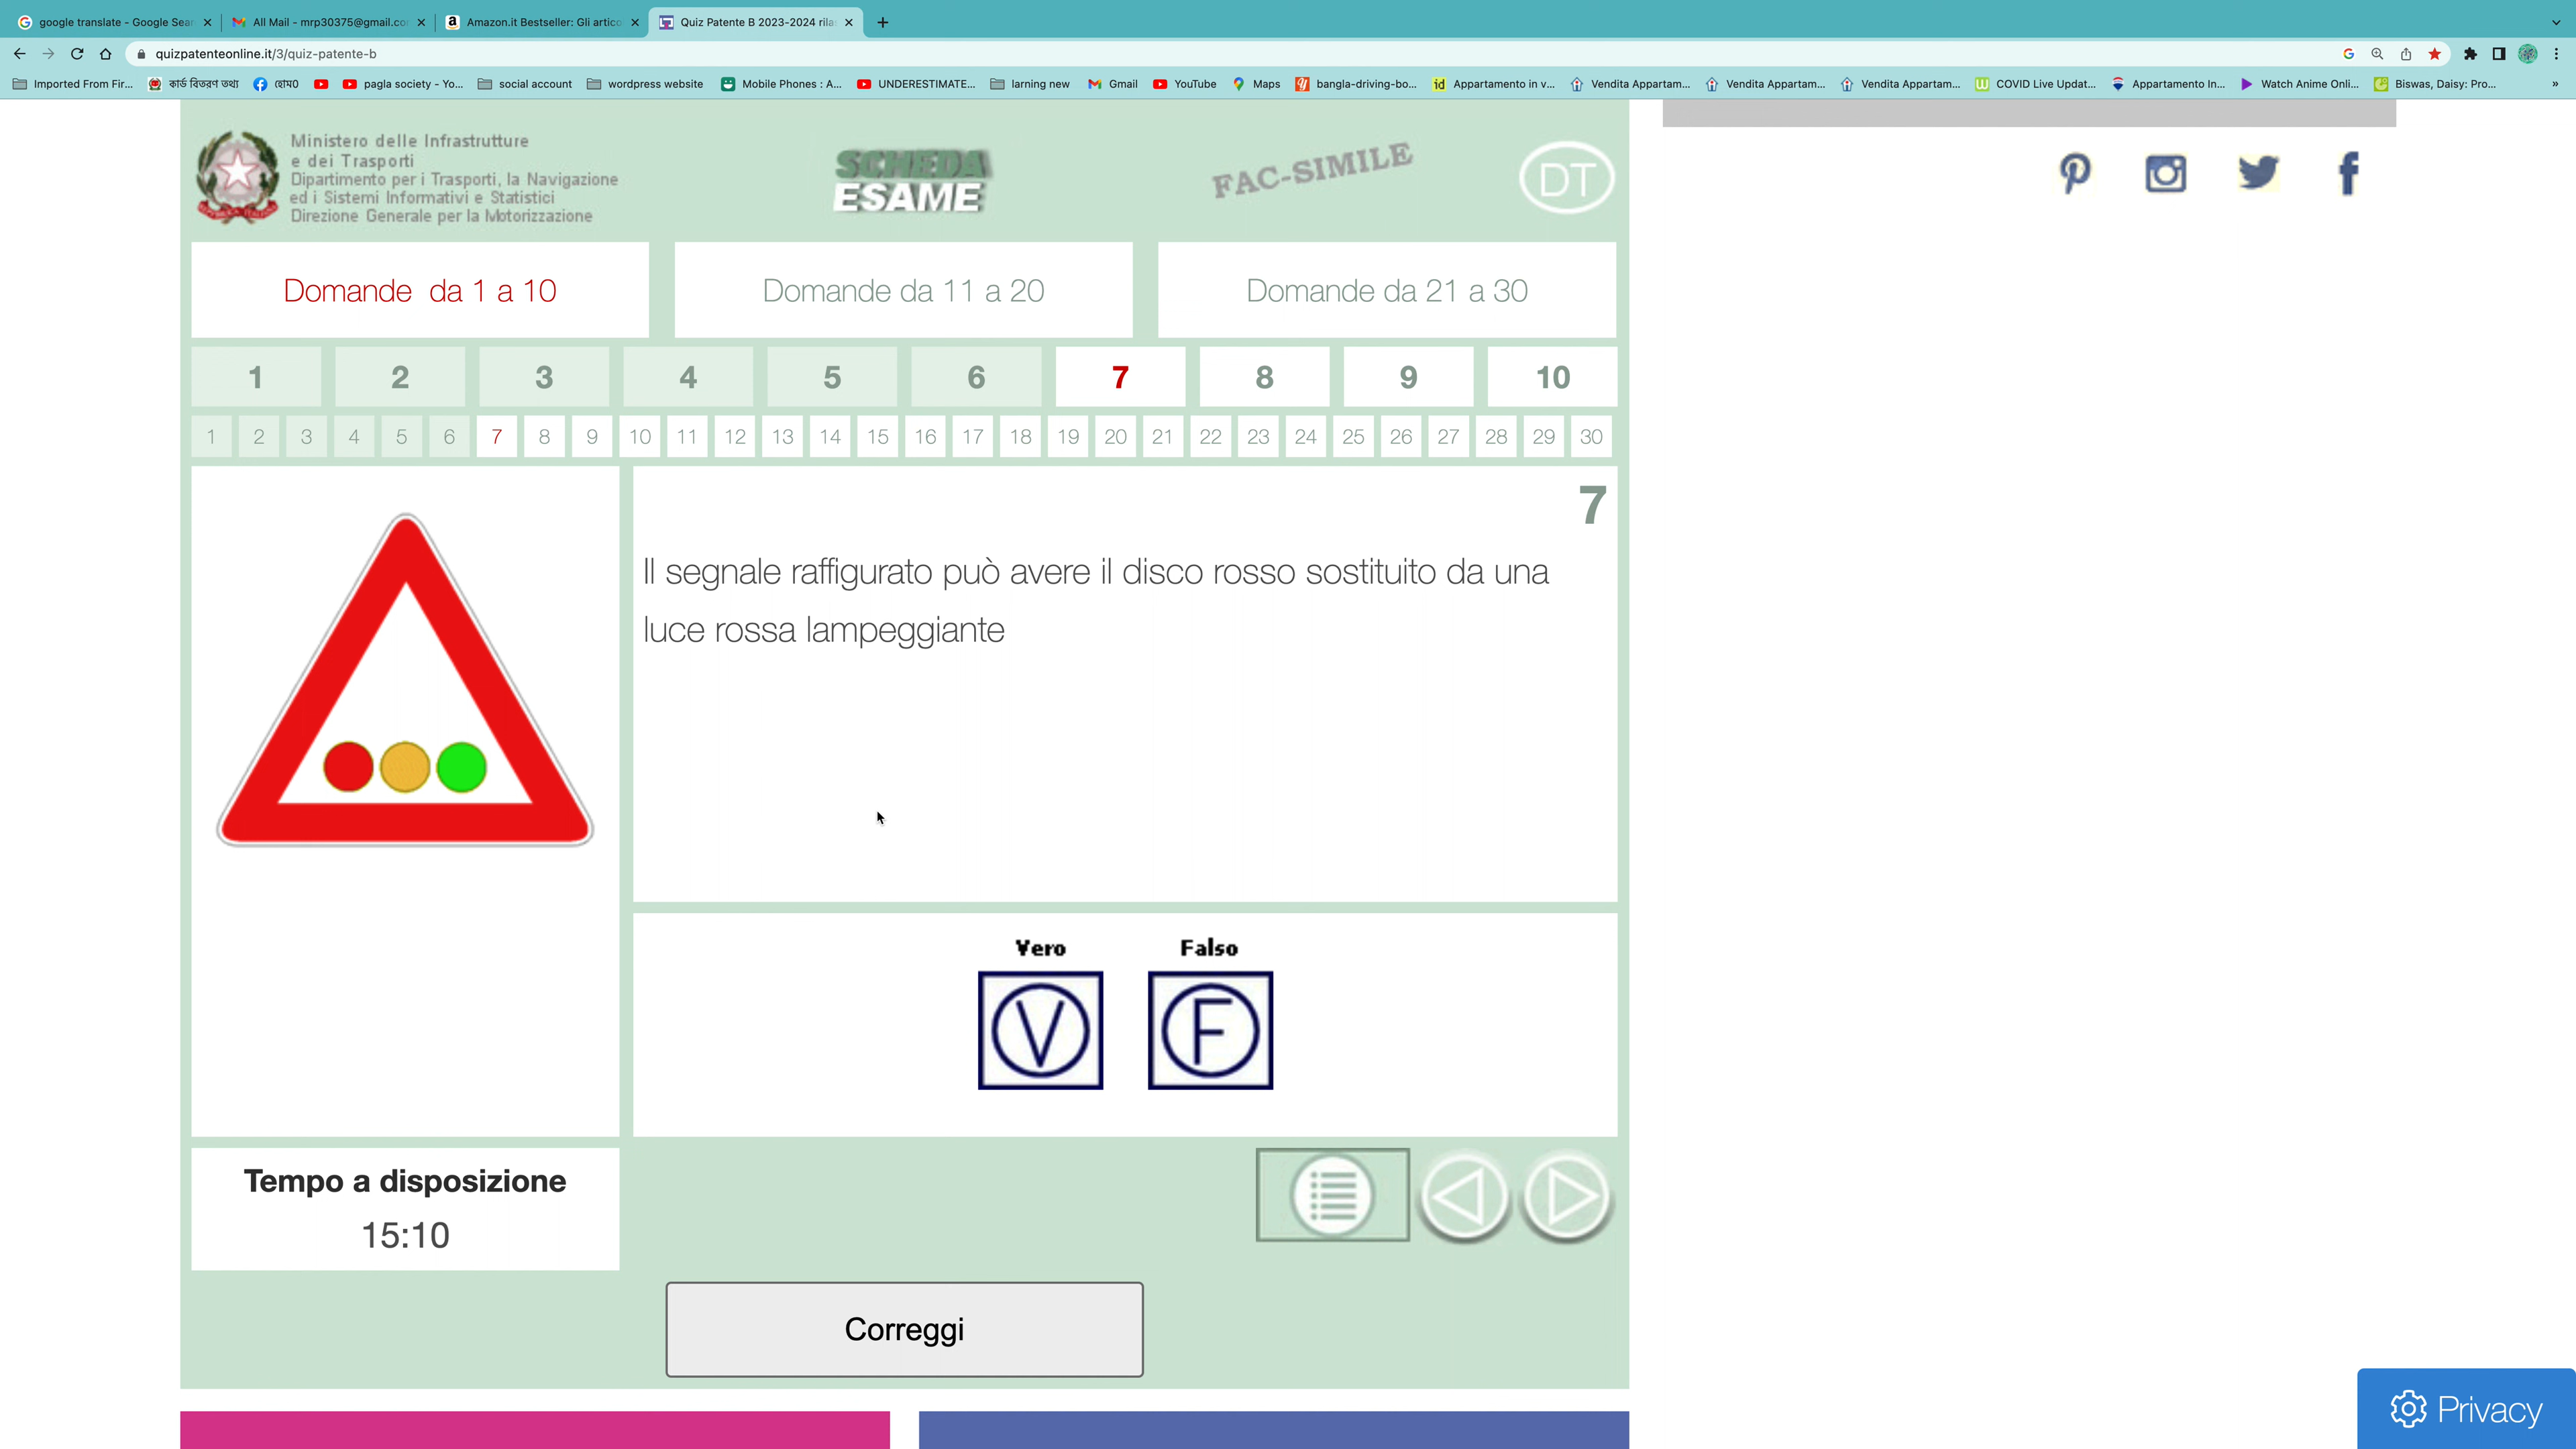 google translate - Google Sear
All Mail - mrp30375@gmail.co
Amazon.it Bestseller: Gli artico
Quiz Patente B 2023-2024 rila
quizpatenteonline.it/3/quiz-patente-b
Imported From Fir...
কার্ড বিতরণ তথ্য
হোম0
pagla society - Yo...
social account
wordpress website
Mobile Phones : A...
UNDERESTIMATE...
larning new
Gmail
YouTube
Maps
bangla-driving-bo...
Appartamento in v...
Vendita Appartam...
Vendita Appartam...
Vendita Appartam...
COVID Live Updat...
Appartamento In...
Watch Anime Onli...
Biswas, Daisy: Pro...
»
Ministero delle Infrastrutture
e dei Trasporti
Dipartimento per i Trasporti, la Navigazione
ed i Sistemi Informativi e Statistici
Direzione Generale per la Motorizzazione
SCHEDA
ESAME
FAC-SIMILE
DT
Domande da 1 a 10
Domande da 11 a 20
Domande da 21 a 30
1 2 3 4 5 6 7 8 9 10
1 2 3 4 5 6 7 8 9 10 11 12 13 14 15 16 17 18 19 20 21 22 23 24 25 26 27 28 29 30
7
Il segnale raffigurato può avere il disco rosso sostituito da una
luce rossa lampeggiante
Vero Falso
V F
Tempo a disposizione
15:10
Correggi
Privacy